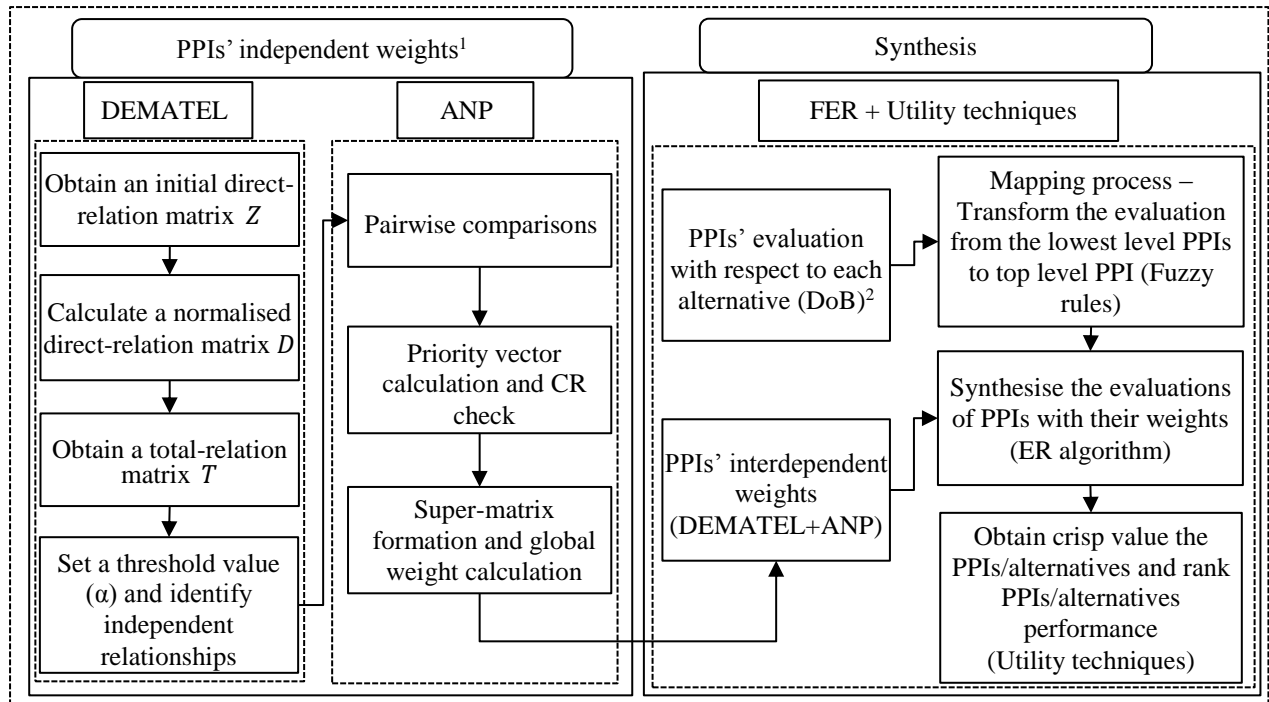 PPIs' independent weights1
Synthesis
DEMATEL
ANP
FER + Utility techniques
Obtain an initial direct-
relation matrix Z
Calculate a normalised
direct-relation matrix D
Obtain a total-relation
matrix T
Set a threshold value
(α) and identify
independent
relationships
Pairwise comparisons
Priority vector
calculation and CR
check
Super-matrix
formation and global
weight calculation
PPIs' evaluation
with respect to each
alternative (DoB)2
PPIs' interdependent
weights
(DEMATEL+ANP)
Mapping process –
Transform the evaluation
from the lowest level PPIs
to top level PPI (Fuzzy
rules)
Synthesise the evaluations
of PPIs with their weights
(ER algorithm)
Obtain crisp value the
PPIs/alternatives and rank
PPIs/alternatives
performance
(Utility techniques)